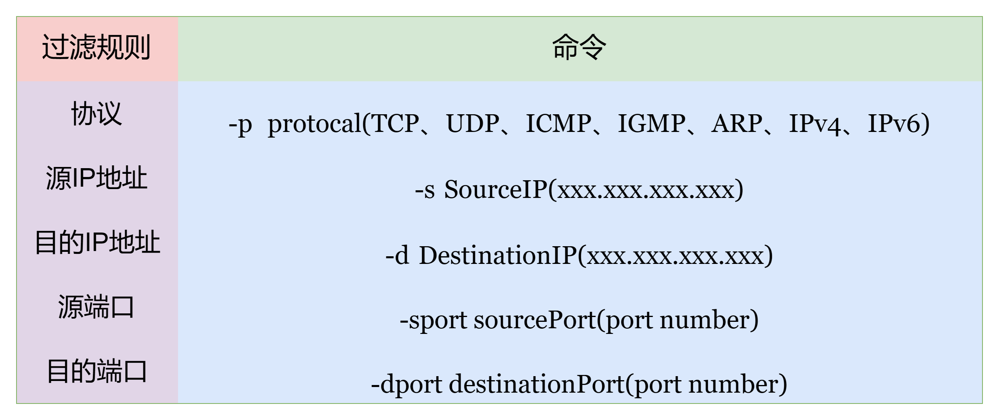 过滤规则 命令
协议 -p protocal(TCP、UDP、ICMP、IGMP、ARP、IPv4、IPv6)
源IP地址 -s SourceIP(xxx.xxx.xxx.xxx)
目的IP地址 -d DestinationIP(xxx.xxx.xxx.xxx)
源端口 -sport sourcePort(port number)
目的端口 -dport destinationPort(port number)